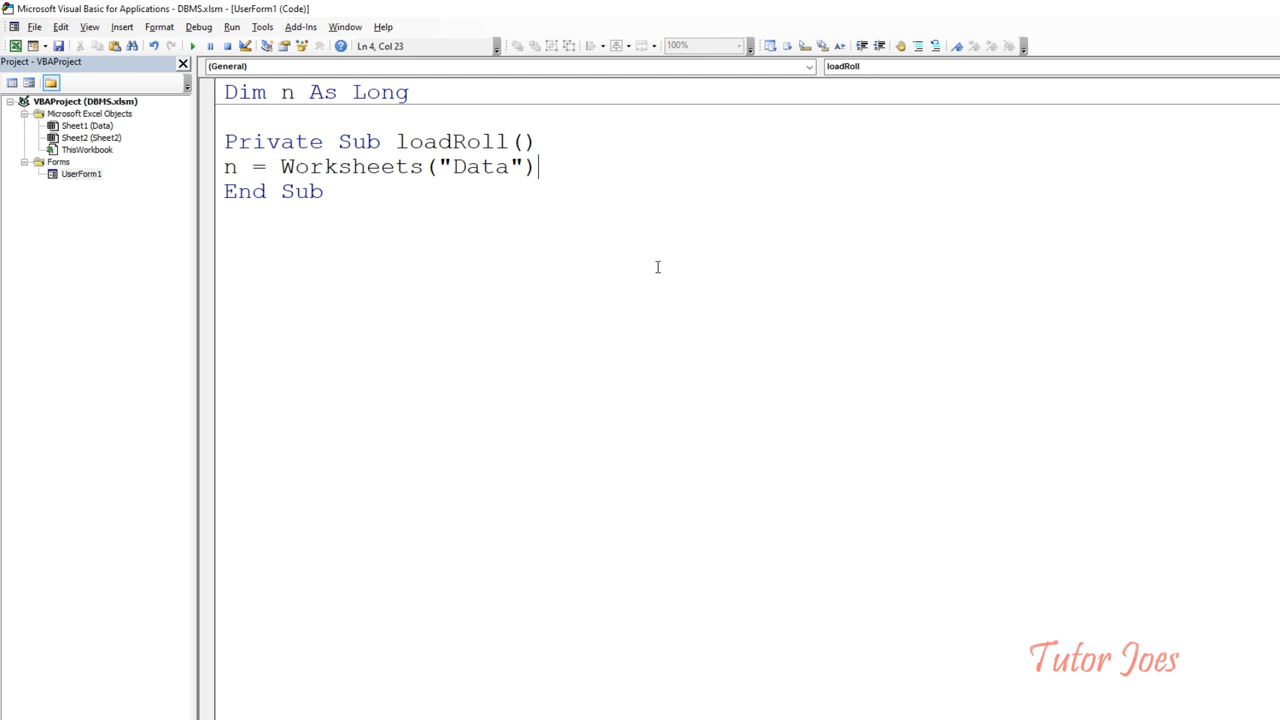 Microsoft Visual Basic for Applications - DBMS.xlsm - [UserForm1 (Code)]
File Edit View Insert Format Debug Run Tools Add-Ins Window Help
Ln 4, Col 23
100%
Project - VBAProject
(General)
loadRoll
VBAProject (DBMS.xlsm)
Microsoft Excel Objects
Sheet1 (Data)
Sheet2 (Sheet2)
ThisWorkbook
Forms
UserForm1
Dim n As Long
Private Sub loadRoll()
n = Worksheets("Data")
End Sub
Tutor Joes